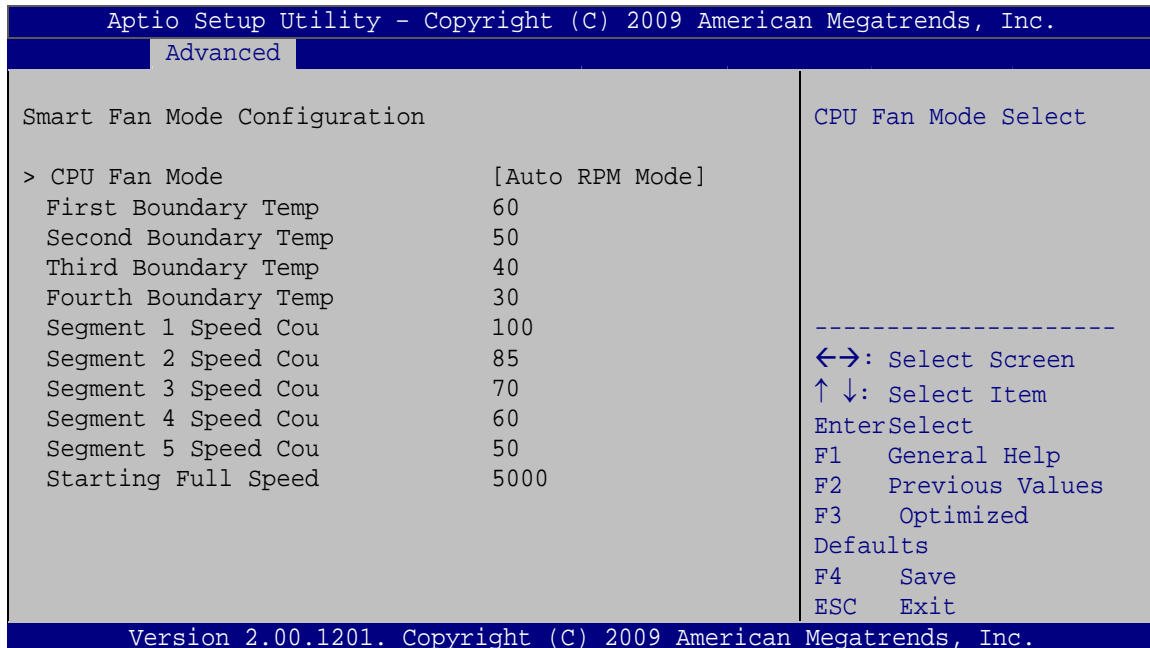 Aptio Setup Utility – Copyright (C) 2009 American Megatrends, Inc.
Advanced
Smart Fan Mode Configuration
> CPU Fan Mode [Auto RPM Mode]
First Boundary Temp 60
Second Boundary Temp 50
Third Boundary Temp 40
Fourth Boundary Temp 30
Segment 1 Speed Cou 100
Segment 2 Speed Cou 85
Segment 3 Speed Cou 70
Segment 4 Speed Cou 60
Segment 5 Speed Cou 50
Starting Full Speed 5000
CPU Fan Mode Select
---------------------
←→: Select Screen
↑ ↓: Select Item
EnterSelect
F1 General Help
F2 Previous Values
F3 Optimized
Defaults
F4 Save
ESC Exit
Version 2.00.1201. Copyright (C) 2009 American Megatrends, Inc.